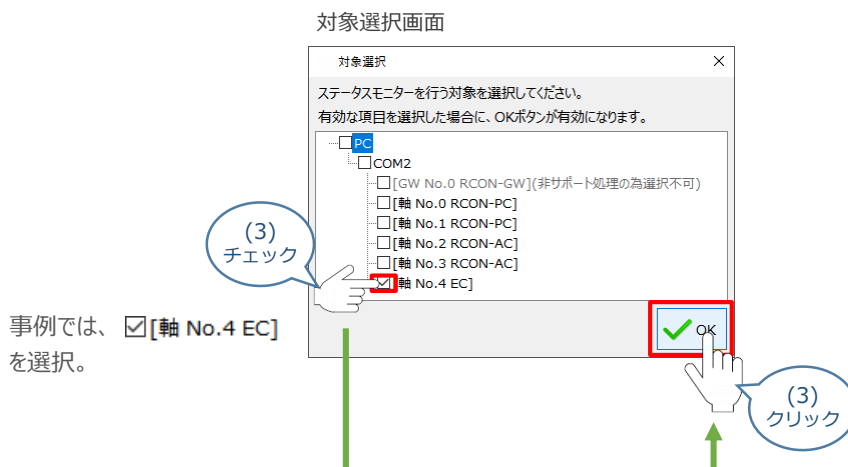 対象選択画面
対象選択
ステータスモニターを行う対象を選択してください。
有効な項目を選択した場合に、OKボタンが有効になります。
PC
COM2
[GW No.0 RCON-GW](非サポート処理の為選択不可)
[軸 No.0 RCON-PC]
[軸 No.1 RCON-PC]
[軸 No.2 RCON-AC]
[軸 No.3 RCON-AC]
[軸 No.4 EC]
(3)
チェック
事例では、 ☑[軸 No.4 EC]
を選択。
OK
(3)
クリック